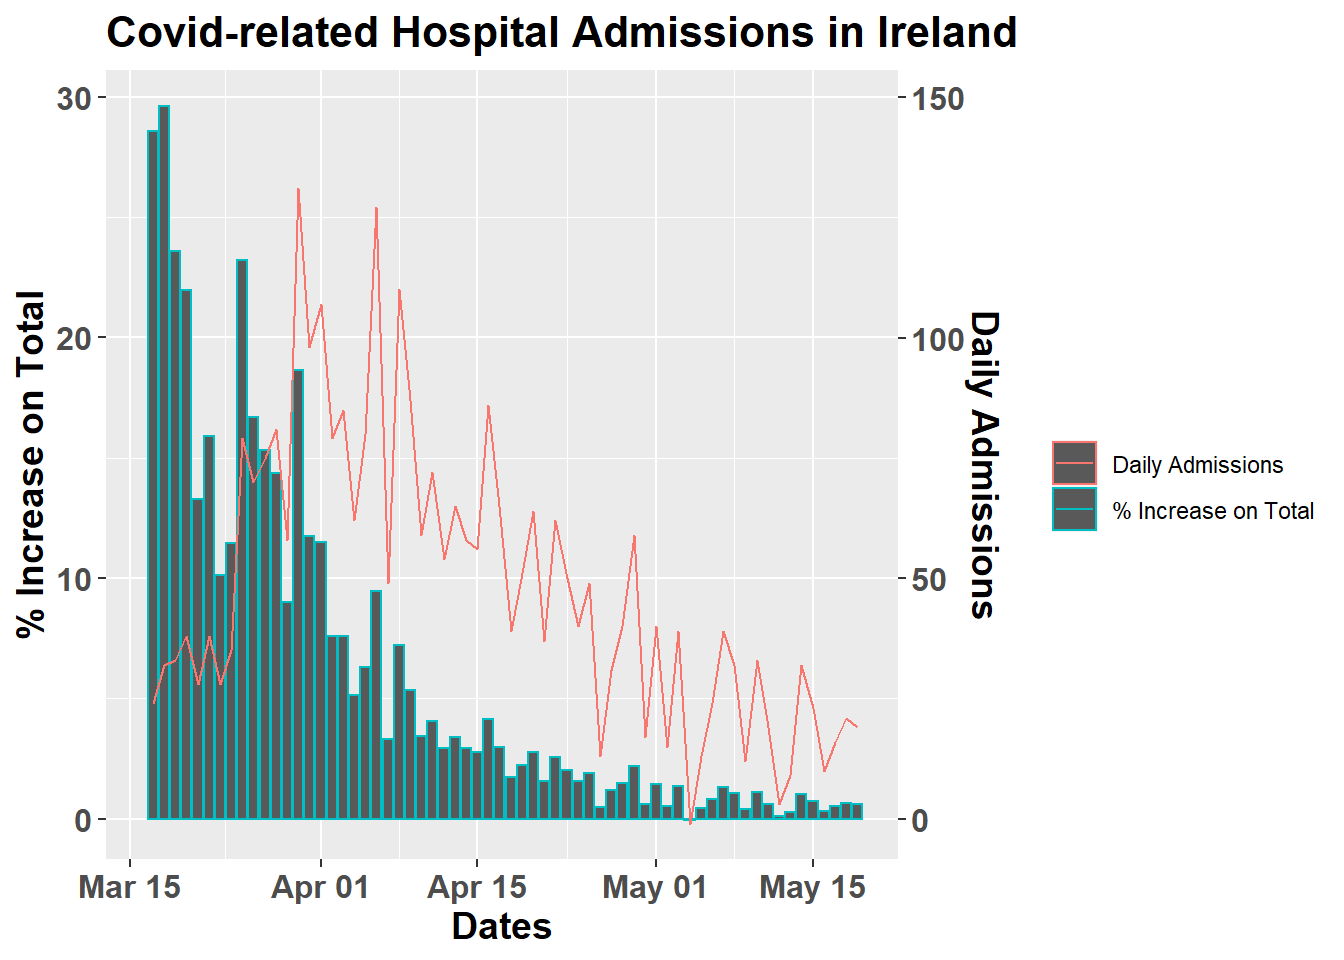 Covid-related Hospital Admissions in Ireland
% Increase on Total
30
20
10
0
150
100
50
0
Daily Admissions
Mar 15 Apr 01 Apr 15 May 01 May 15
Dates
Daily Admissions
% Increase on Total